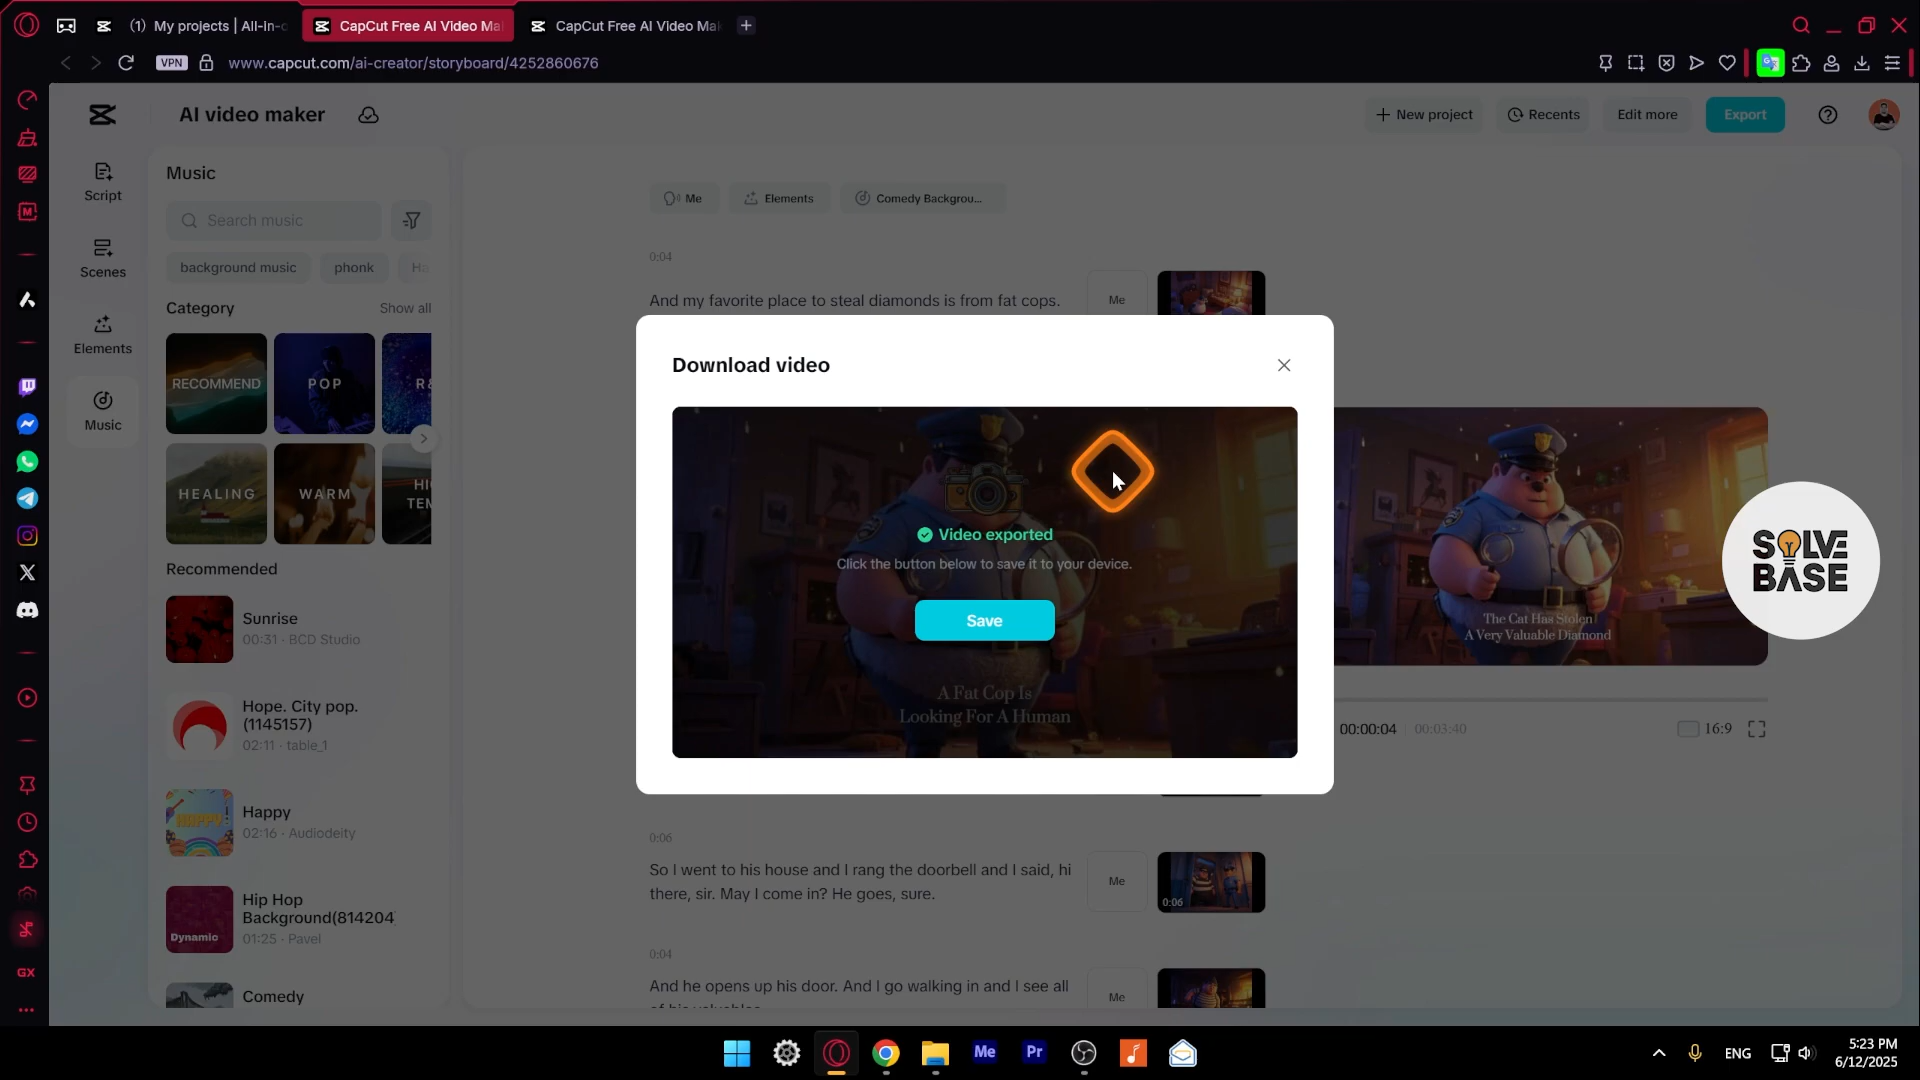 (1) My projects | All-In-o
CapCut Free AI Video Ma
CapCut Free AI Video Mak
VPN
www.capcut.com/ai-creator/storyboard/4252860676
AI video maker
New project
Recents
Edit more
Export
Script
Scenes
Elements
Music
Music
Search music
background music
phonk
Ha
Category
Show all
RECOMMEND
POP
R&
HEALING
WARM
HI
TEM
Recommended
Sunrise
00:31 · BCD Studio
Hope. City pop.
(1145157)
02:11 · table_1
HAPPY
Happy
02:16 · Audiodeity
Dynamic
Hip Hop
Background(814204)
01:25 · Pavel
Comedy
Me
Elements
Comedy Backgrou...
0:04
And my favorite place to steal diamonds is from fat cops.
Me
Download video
Video exported
Click the button below to save it to your device.
Save
A Fat Cop Is
Looking For A Human
The Cat Has Stolen
A Very Valuable Diamond
00:00:04
00:03:40
16:9
SOLVE
BASE
0:06
So I went to his house and I rang the doorbell and I said, hi
there, sir. May I come in? He goes, sure.
Me
0:06
0:04
And he opens up his door. And I go walking in and I see all
Me
GX
Me
Pr
ENG
5:23 PM
6/12/2025